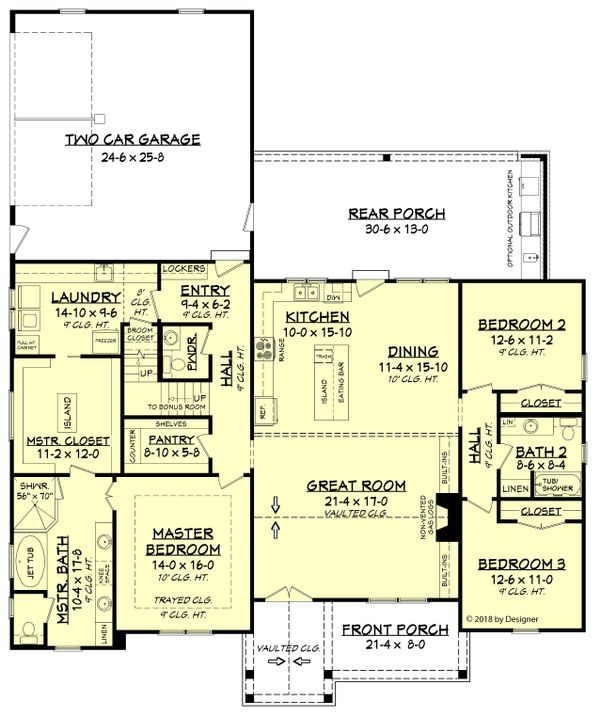 TWO CAR GARAGE
24-6 x 25-8
REAR PORCH
30-6 x 13-0
OPTIONAL OUTDOOR KITCHEN
LOCKERS
LAUNDRY
14-10 x 9-6
9' CLG. HT.
8'
CLG.
HT.
ENTRY
9-4 x 6-2
9' CLG. HT.
FULL HT.
CABINET
FREEZER
BROOM
CLOSET
PWDR.
UP
UP
TO BONUS ROOM
HALL
9' CLG. HT.
KITCHEN
10-0 x 15-10
D/W
RANGE
REF.
TRASH
ISLAND
EATING BAR
DINING
11-4 x 15-10
10' CLG. HT.
BEDROOM 2
12-6 x 11-2
9' CLG. HT.
CLOSET
ISLAND
MSTR. CLOSET
11-2 x 12-0
SHELVES
COUNTER
PANTRY
8-10 x 5-8
HALL
9' CLG. HT.
LIN
BATH 2
8-6 x 8-4
LINEN
TUB/
SHOWER
BUILT-INS
GREAT ROOM
21-4 x 17-0
VAULTED CLG.
NON-VENTED
GAS LOGS
BUILT-INS
CLOSET
SHWR.
56" x 70"
JET TUB
MSTR. BATH
10-4 x 17-8
9' CLG. HT.
KNEE
SPACE
LINEN
MASTER
BEDROOM
14-0 x 16-0
10' CLG. HT.
TRAYED CLG.
9' CLG. HT.
BEDROOM 3
12-6 x 11-0
9' CLG. HT.
© 2018 by Designer
VAULTED CLG.
FRONT PORCH
21-4 x 8-0